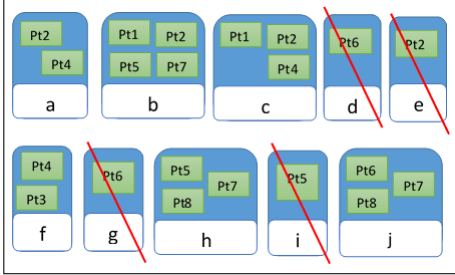 Pt2
Pt4
a
Pt1 Pt2
Pt5 Pt7
b
Pt1 Pt2
Pt4
c
Pt6
d
Pt2
e
Pt4
Pt3
f
Pt6
g
Pt5
Pt7
Pt8
h
Pt5
i
Pt6
Pt7
Pt8
j